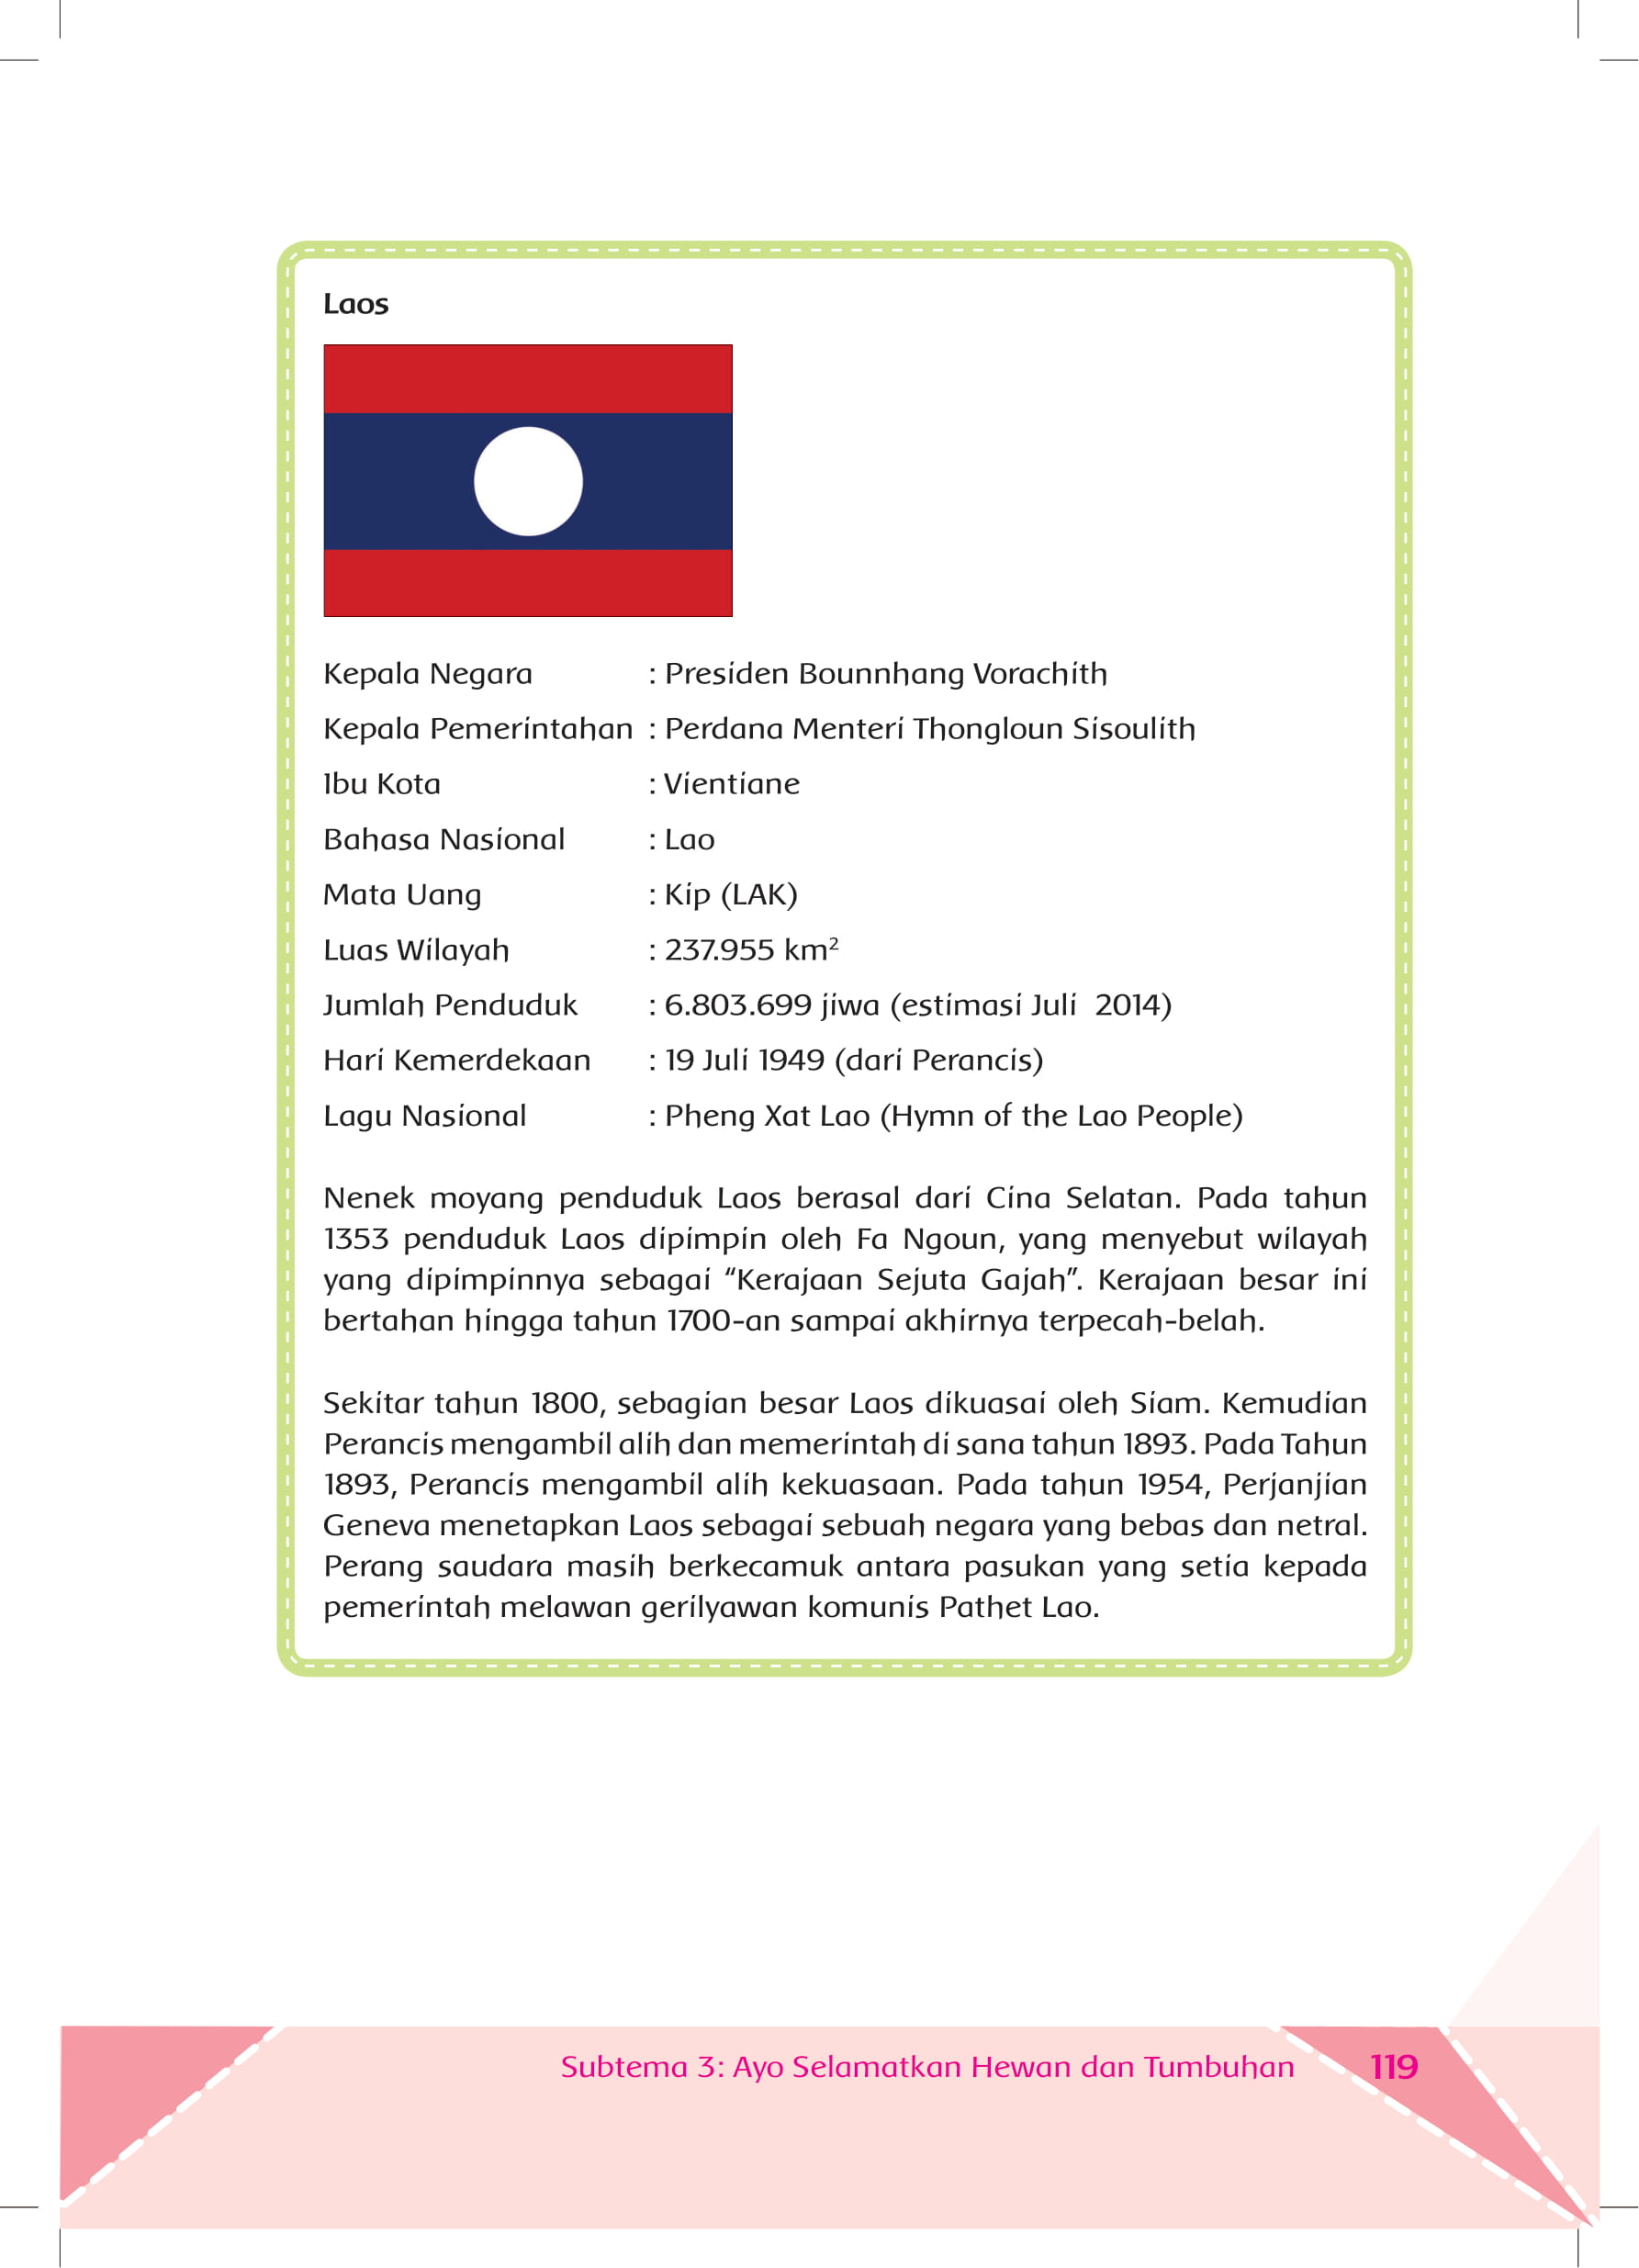 Laos
Kepala Negara : Presiden Bounnhang Vorachith
Kepala Pemerintahan : Perdana Menteri Thongloun Sisoulith
Ibu Kota : Vientiane
Bahasa Nasional : Lao
Mata Uang : Kip (LAK)
Luas Wilayah : 237.955 km²
Jumlah Penduduk : 6.803.699 jiwa (estimasi Juli 2014)
Hari Kemerdekaan : 19 Juli 1949 (dari Perancis)
Lagu Nasional : Pheng Xat Lao (Hymn of the Lao People)
Nenek moyang penduduk Laos berasal dari Cina Selatan. Pada tahun
1353 penduduk Laos dipimpin oleh Fa Ngoun, yang menyebut wilayah
yang dipimpinnya sebagai “Kerajaan Sejuta Gajah”. Kerajaan besar ini
bertahan hingga tahun 1700-an sampai akhirnya terpecah-belah.
Sekitar tahun 1800, sebagian besar Laos dikuasai oleh Siam. Kemudian
Perancis mengambil alih dan memerintah di sana tahun 1893. Pada Tahun
1893, Perancis mengambil alih kekuasaan. Pada tahun 1954, Perjanjian
Geneva menetapkan Laos sebagai sebuah negara yang bebas dan netral.
Perang saudara masih berkecamuk antara pasukan yang setia kepada
pemerintah melawan gerilyawan komunis Pathet Lao.
Subtema 3: Ayo Selamatkan Hewan dan Tumbuhan 119